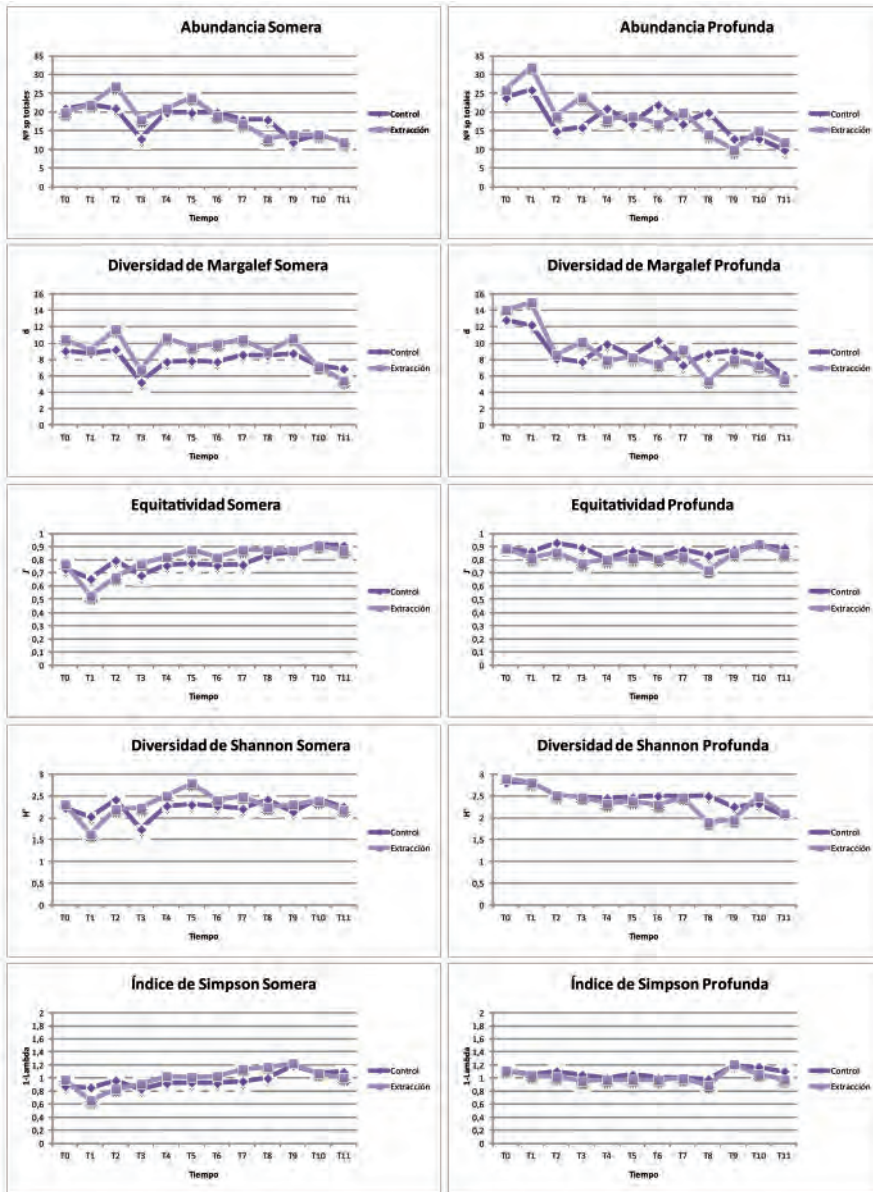 Abundancia Somera
35
30
25
20
15
10
5
0
Nº sp totales
T0 T1 T2 T3 T4 T5 T6 T7 T8 T9 T10 T11
Tiempo
Control
Extracción
Abundancia Profunda
35
30
25
20
15
10
5
0
Nº sp totales
T0 T1 T2 T3 T4 T5 T6 T7 T8 T9 T10 T11
Tiempo
Control
Extracción
Diversidad de Margalef Somera
16
14
12
10
8
6
4
2
0
d
T0 T1 T2 T3 T4 T5 T6 T7 T8 T9 T10 T11
Tiempo
Control
Extracción
Diversidad de Margalef Profunda
16
14
12
10
8
6
4
2
0
d
T0 T1 T2 T3 T4 T5 T6 T7 T8 T9 T10 T11
Tiempo
Control
Extracción
Equitatividad Somera
1
0,9
0,8
0,7
0,6
0,5
0,4
0,3
0,2
0,1
0
J'
T0 T1 T2 T3 T4 T5 T6 T7 T8 T9 T10 T11
Tiempo
Control
Extracción
Equitatividad Profunda
1
0,9
0,8
0,7
0,6
0,5
0,4
0,3
0,2
0,1
0
J'
T0 T1 T2 T3 T4 T5 T6 T7 T8 T9 T10 T11
Tiempo
Control
Extracción
Diversidad de Shannon Somera
3
2,5
2
1,5
1
0,5
0
H'
T0 T1 T2 T3 T4 T5 T6 T7 T8 T9 T10 T11
Tiempo
Control
Extracción
Diversidad de Shannon Profunda
3
2,5
2
1,5
1
0,5
0
H'
T0 T1 T2 T3 T4 T5 T6 T7 T8 T9 T10 T11
Tiempo
Control
Extracción
Índice de Simpson Somera
2
1,8
1,6
1,4
1,2
1
0,8
0,6
0,4
0,2
0
1-Lambda
T0 T1 T2 T3 T4 T5 T6 T7 T8 T9 T10 T11
Tiempo
Control
Extracción
Índice de Simpson Profunda
2
1,8
1,6
1,4
1,2
1
0,8
0,6
0,4
0,2
0
1-Lambda
T0 T1 T2 T3 T4 T5 T6 T7 T8 T9 T10 T11
Tiempo
Control
Extracción